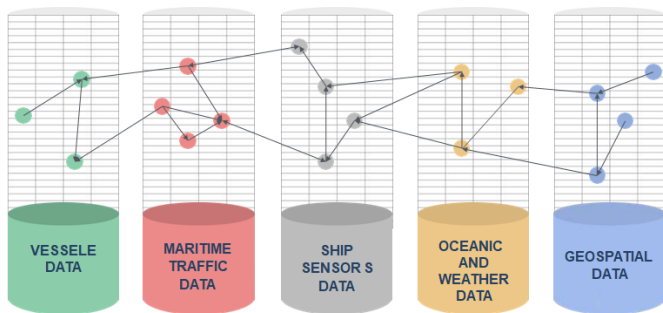 VESSELE
DATA
MARITIME
TRAFFIC
DATA
SHIP
SENSOR S
DATA
OCEANIC
AND
WEATHER
DATA
GEOSPATIAL
DATA